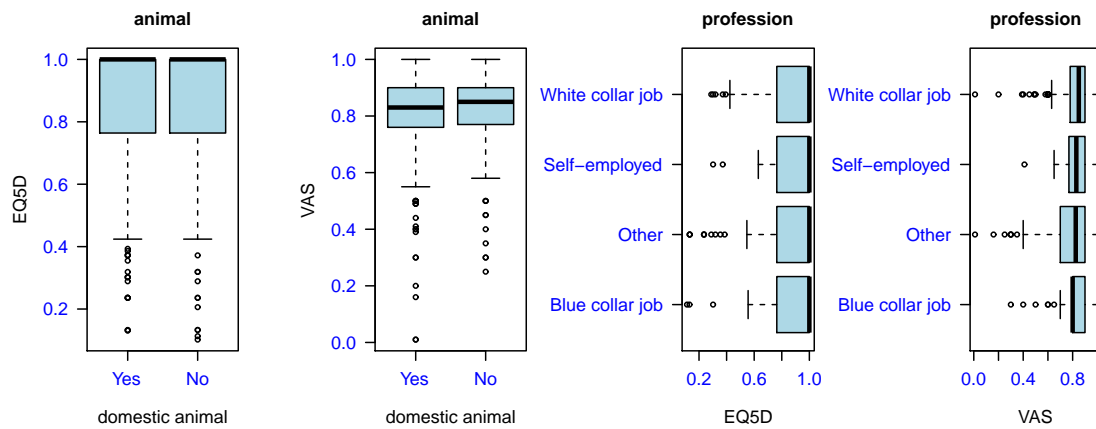 animal
EQ5D
1.0
0.8
0.6
0.4
0.2
Yes No
domestic animal
animal
VAS
1.0
0.8
0.6
0.4
0.2
0.0
Yes No
domestic animal
profession
White collar job
Self−employed
Other
Blue collar job
0.2 0.6 1.0
EQ5D
profession
White collar job
Self−employed
Other
Blue collar job
0.0 0.4 0.8
VAS